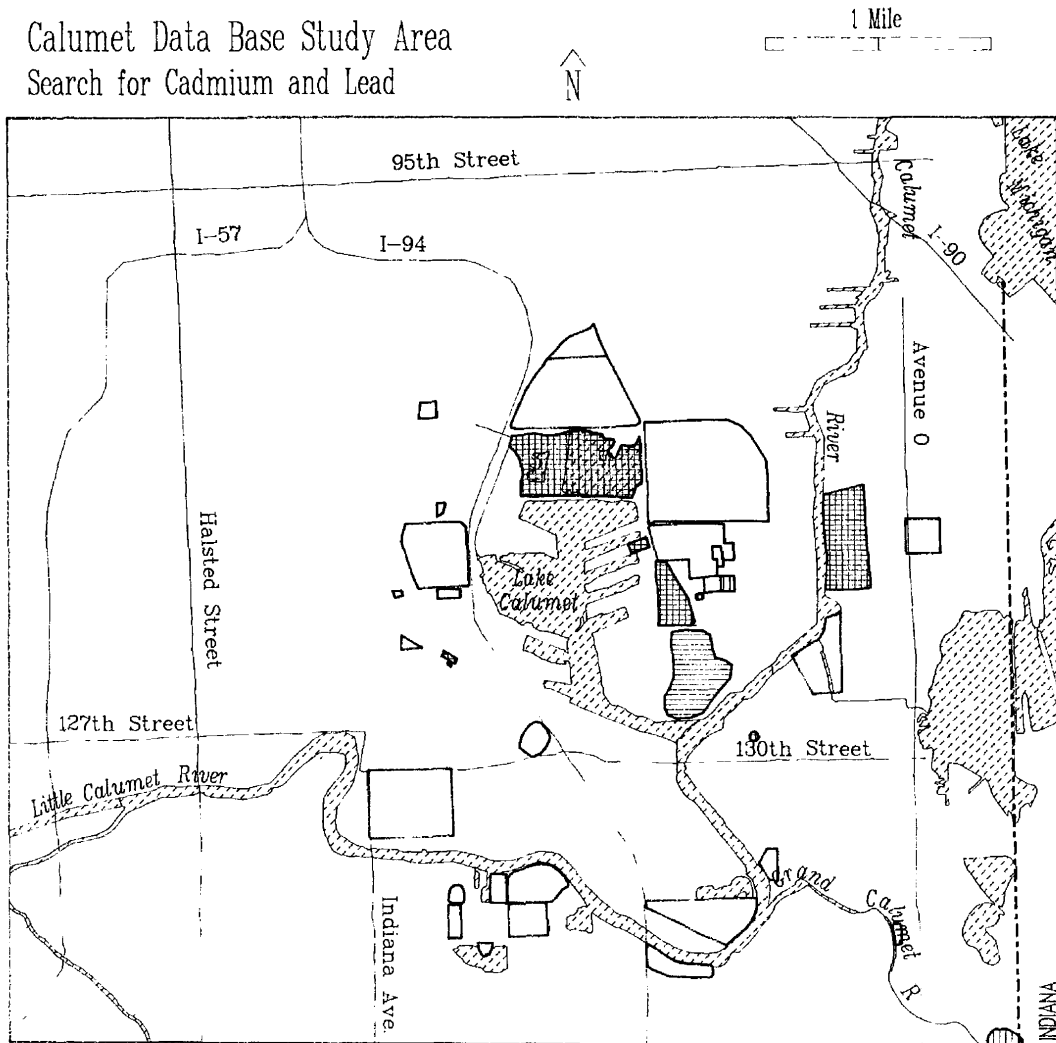 Calumet Data Base Study Area
Search for Cadmium and Lead
N
1 Mile
95th Street
I-57
I-94
Calumet
River
I-90
Lake
Michigan
Avenue O
Halsted Street
Lake
Calumet
127th Street
130th Street
Little Calumet River
Indiana Ave.
Grand
Calumet
R
INDIANA